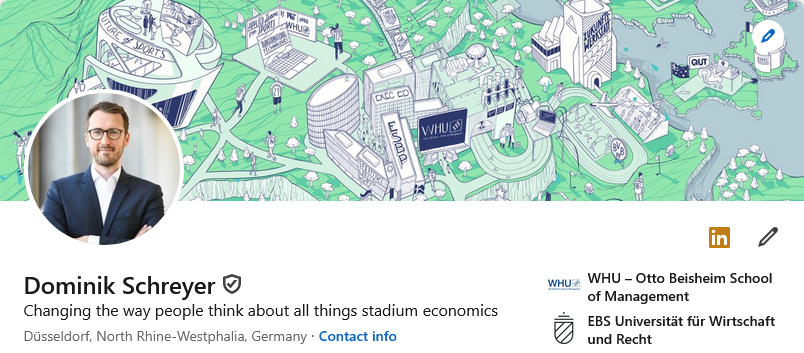 FUTURE OF SPORTS
WHU
WHU
QUT
BVB
Dominik Schreyer
Changing the way people think about all things stadium economics
Düsseldorf, North Rhine-Westphalia, Germany · Contact info
in
WHU
WHU – Otto Beisheim School
of Management
EBS Universität für Wirtschaft
und Recht